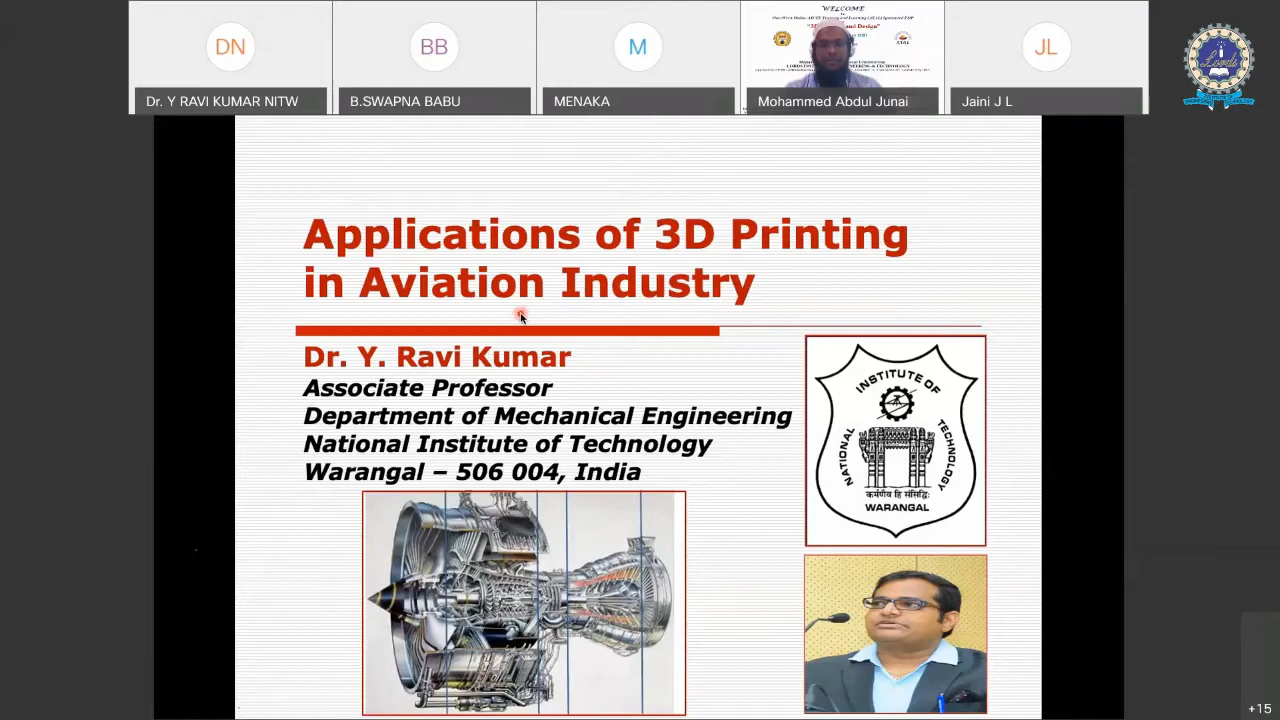 DN
BB
M
WELCOME
JL
Dr. Y RAVI KUMAR NITW
B.SWAPNA BABU
MENAKA
Mohammed Abdul Junai
Jaini J L
Lords
Applications of 3D Printing
in Aviation Industry
Dr. Y. Ravi Kumar
Associate Professor
Department of Mechanical Engineering
National Institute of Technology
Warangal – 506 004, India
NATIONAL INSTITUTE OF TECHNOLOGY
कर्मणैव हि संसिद्धिः
WARANGAL
+15